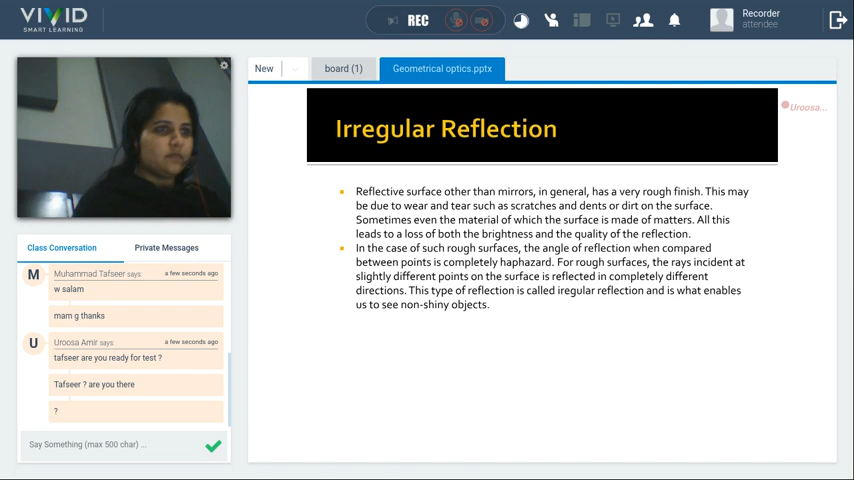 VIVID
SMART LEARNING
REC
Recorder
attendee
New
board (1)
Geometrical optics.pptx
Uroosa...
Irregular Reflection
Reflective surface other than mirrors, in general, has a very rough finish. This may
be due to wear and tear such as scratches and dents or dirt on the surface.
Sometimes even the material of which the surface is made of matters. All this
leads to a loss of both the brightness and the quality of the reflection.
In the case of such rough surfaces, the angle of reflection when compared
between points is completely haphazard. For rough surfaces, the rays incident at
slightly different points on the surface is reflected in completely different
directions. This type of reflection is called irregular reflection and is what enables
us to see non-shiny objects.
Class Conversation
Private Messages
M
Muhammad Tafseer says:
a few seconds ago
w salam
mam g thanks
U
Uroosa Amir says:
a few seconds ago
tafseer are you ready for test ?
Tafseer ? are you there
?
Say Something (max 500 char) ...